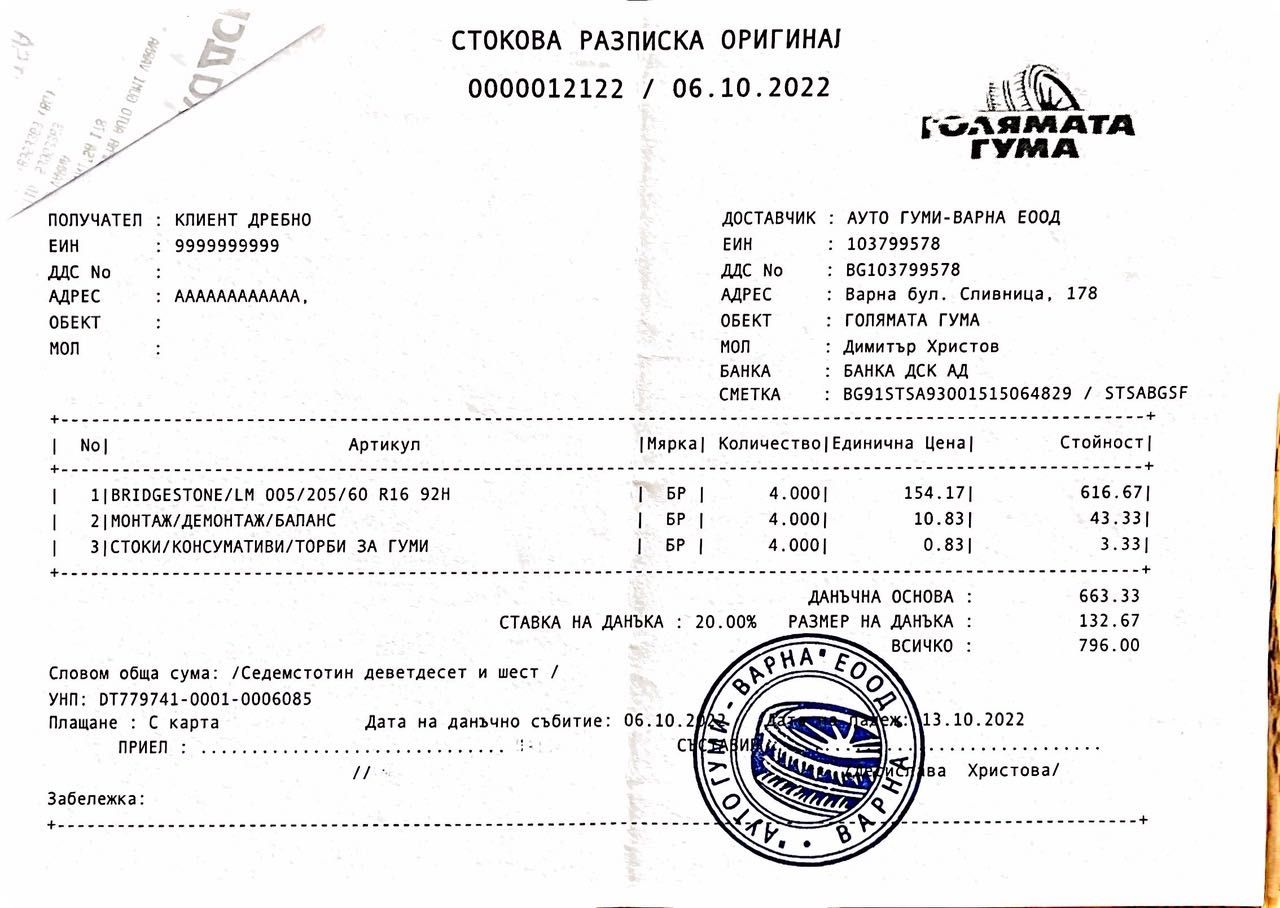 СТОКОВА РАЗПИСКА ОРИГИНАЛ
0000012122 / 06.10.2022
ГОЛЯМАТА
ГУМА
ПОЛУЧАТЕЛ : КЛИЕНТ ДРЕБНО
ЕИН : 9999999999
ДДС No :
АДРЕС : АААААААААААА,
ОБЕКТ :
МОЛ :
ДОСТАВЧИК : АУТО ГУМИ-ВАРНА ЕООД
ЕИН : 103799578
ДДС No : BG103799578
АДРЕС : Варна бул. Сливница, 178
ОБЕКТ : ГОЛЯМАТА ГУМА
МОЛ : Димитър Христов
БАНКА : БАНКА ДСК АД
СМЕТКА : BG91STSA93001515064829 / STSABGSF
| No| Артикул |Мярка| Количество|Единична Цена| Стойност|
| 1|BRIDGESTONE/LM 005/205/60 R16 92H | БР | 4.000| 154.17| 616.67|
| 2|МОНТАЖ/ДЕМОНТАЖ/БАЛАНС | БР | 4.000| 10.83| 43.33|
| 3|СТОКИ/КОНСУМАТИВИ/ТОРБИ ЗА ГУМИ | БР | 4.000| 0.83| 3.33|
ДАНЪЧНА ОСНОВА : 663.33
СТАВКА НА ДАНЪКА : 20.00% РАЗМЕР НА ДАНЪКА : 132.67
ВСИЧКО : 796.00
Словом обща сума: /Седемстотин деветдесет и шест /
УНП: DT779741-0001-0006085
Плащане : С карта Дата на данъчно събитие: 06.10.2022 Дата на падеж: 13.10.2022
ПРИЕЛ : ............................. СЪСТАВИЛ ...............................
// /Десислава Христова/
Забележка:
"АУТО ГУМИ - ВАРНА" ЕООД • ВАРНА •